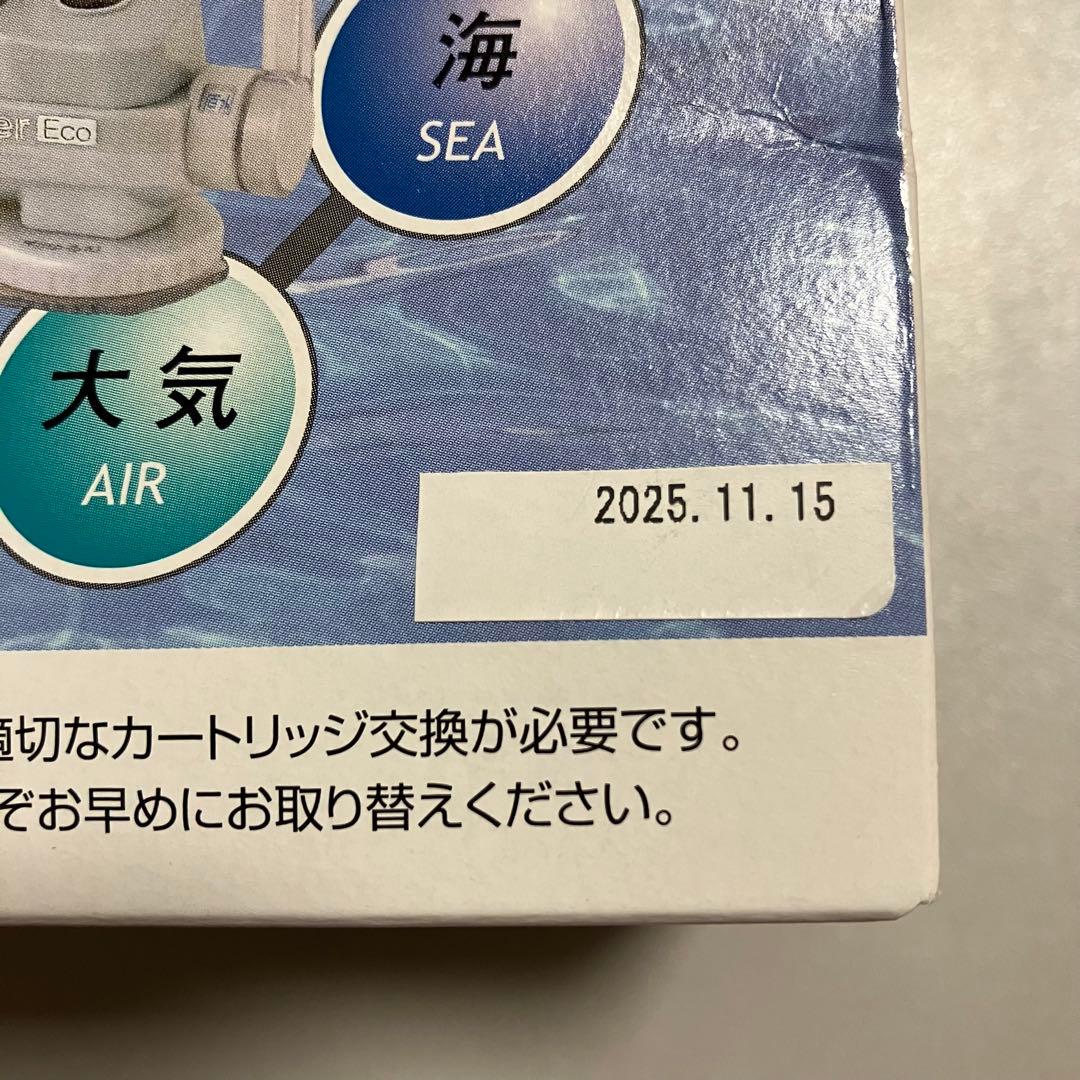 海
SEA
er Eco
大気
AIR
2025.11.15
適切なカートリッジ交換が必要です。
ぞお早めにお取り替えください。